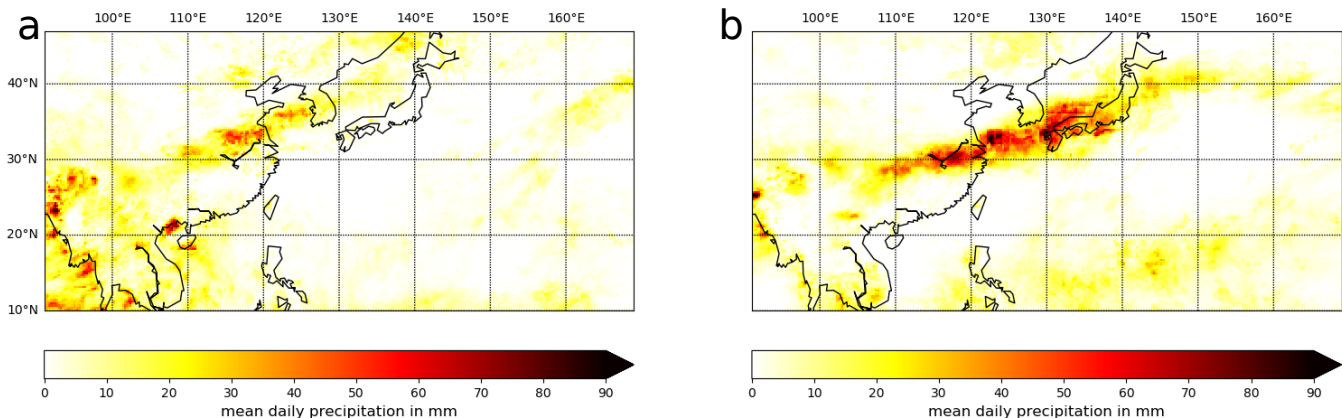 a
100°E 110°E 120°E 130°E 140°E 150°E 160°E
40°N
30°N
20°N
10°N
0 10 20 30 40 50 60 70 80 90
mean daily precipitation in mm
b
100°E 110°E 120°E 130°E 140°E 150°E 160°E
0 10 20 30 40 50 60 70 80 90
mean daily precipitation in mm